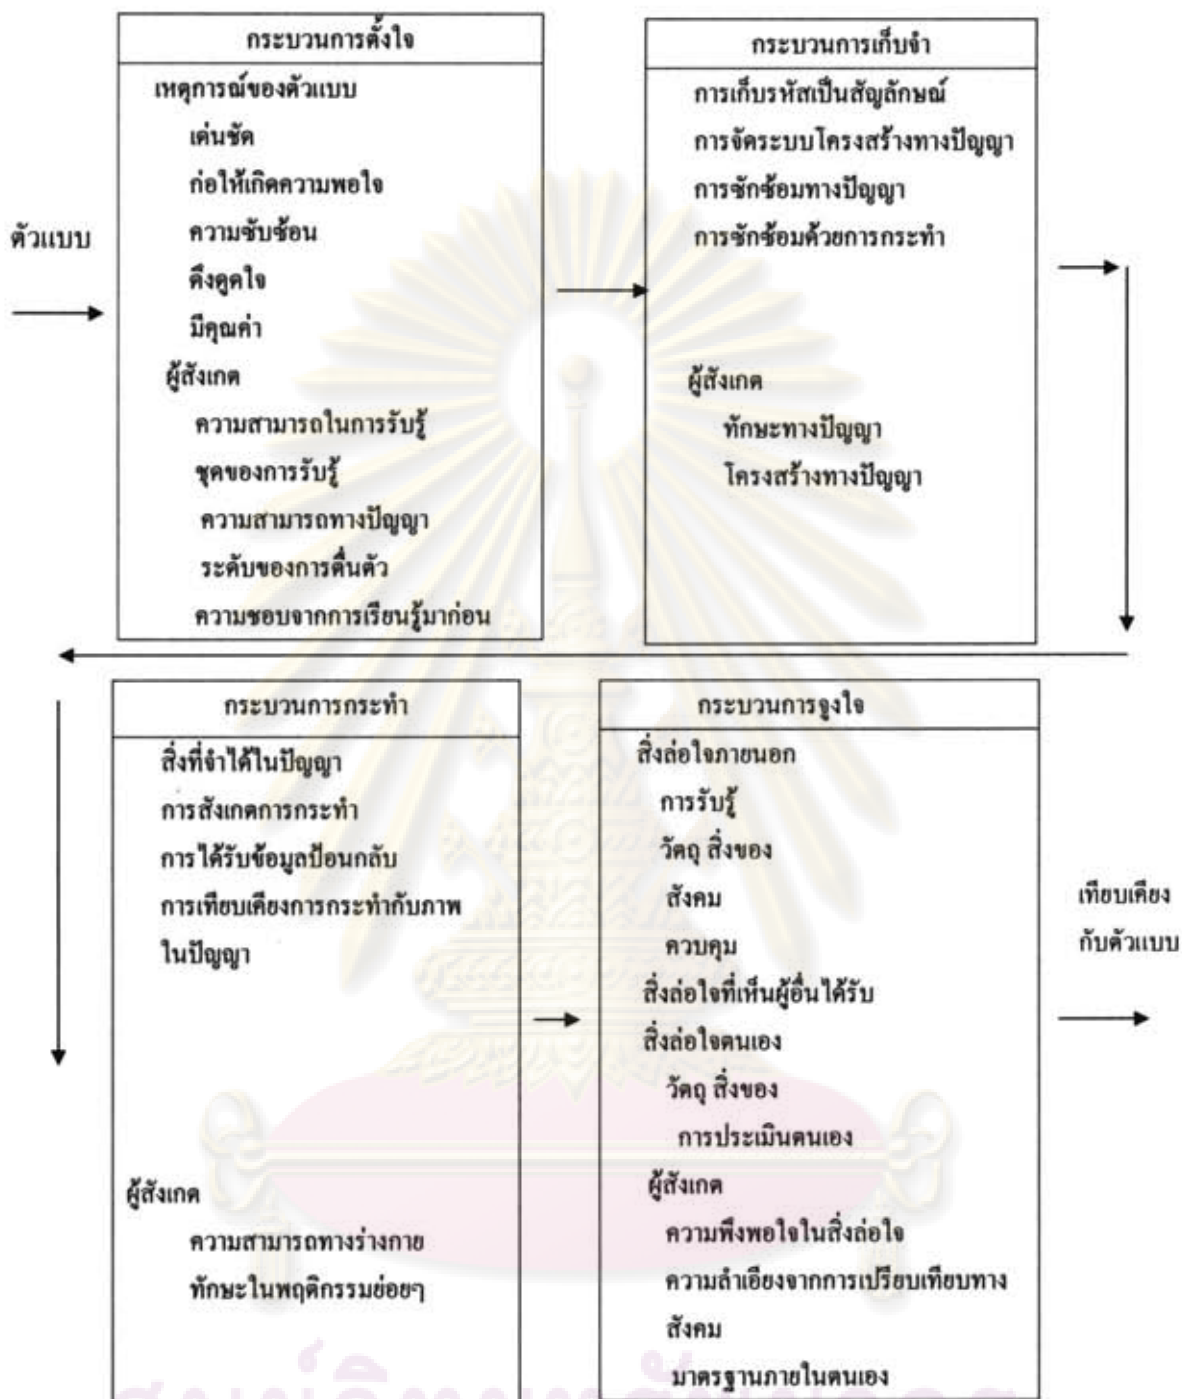 ตัวแบบ
กระบวนการตั้งใจ
เหตุการณ์ของตัวแบบ
เด่นชัด
ก่อให้เกิดความพอใจ
ความซับซ้อน
ดึงดูดใจ
มีคุณค่า
ผู้สังเกต
ความสามารถในการรับรู้
ชุดของการรับรู้
ความสามารถทางปัญญา
ระดับของการตื่นตัว
ความชอบจากการเรียนรู้มาก่อน
กระบวนการเก็บจำ
การเก็บรหัสเป็นสัญลักษณ์
การจัดระบบโครงสร้างทางปัญญา
การซักซ้อมทางปัญญา
การซักซ้อมด้วยการกระทำ
ผู้สังเกต
ทักษะทางปัญญา
โครงสร้างทางปัญญา
กระบวนการกระทำ
สิ่งที่จำได้ในปัญญา
การสังเกตการกระทำ
การได้รับข้อมูลป้อนกลับ
การเทียบเคียงการกระทำกับภาพ
ในปัญญา
ผู้สังเกต
ความสามารถทางร่างกาย
ทักษะในพฤติกรรมย่อยๆ
กระบวนการจูงใจ
สิ่งล่อใจภายนอก
การรับรู้
วัตถุ สิ่งของ
สังคม
ควบคุม
สิ่งล่อใจที่เห็นผู้อื่นได้รับ
สิ่งล่อใจตนเอง
วัตถุ สิ่งของ
การประเมินตนเอง
ผู้สังเกต
ความพึงพอใจในสิ่งล่อใจ
ความลำเอียงจากการเปรียบเทียบทาง
สังคม
มาตรฐานภายในตนเอง
เทียบเคียง
กับตัวแบบ